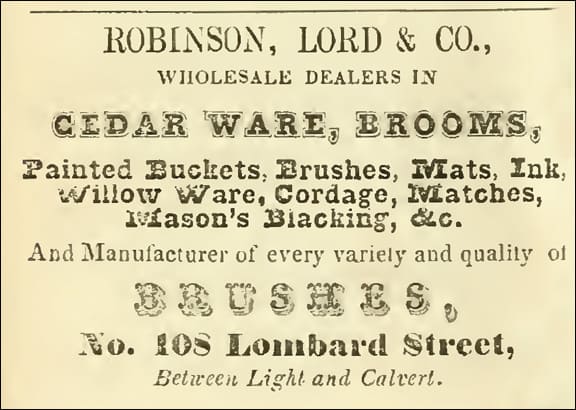 ROBINSON, LORD & CO.,
WHOLESALE DEALERS IN
CEDAR WARE, BROOMS,
Painted Buckets, Brushes, Mats, Ink,
Willow Ware, Cordage, Matches,
Mason's Blacking, &c.
And Manufacturer of every variety and quality of
BRUSHES,
No. 108 Lombard Street,
Between Light and Calvert.